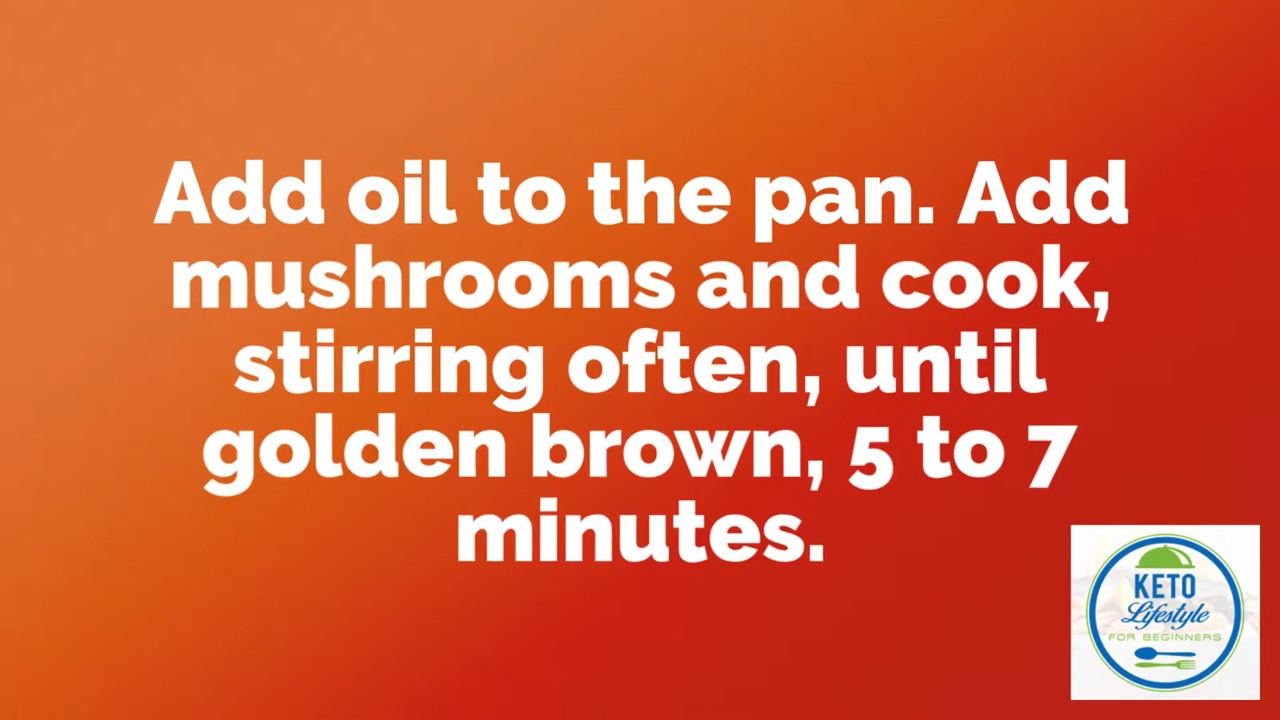 Add oil to the pan. Add
mushrooms and cook,
stirring often, until
golden brown, 5 to 7
minutes.
KETO
Lifestyle
FOR BEGINNERS